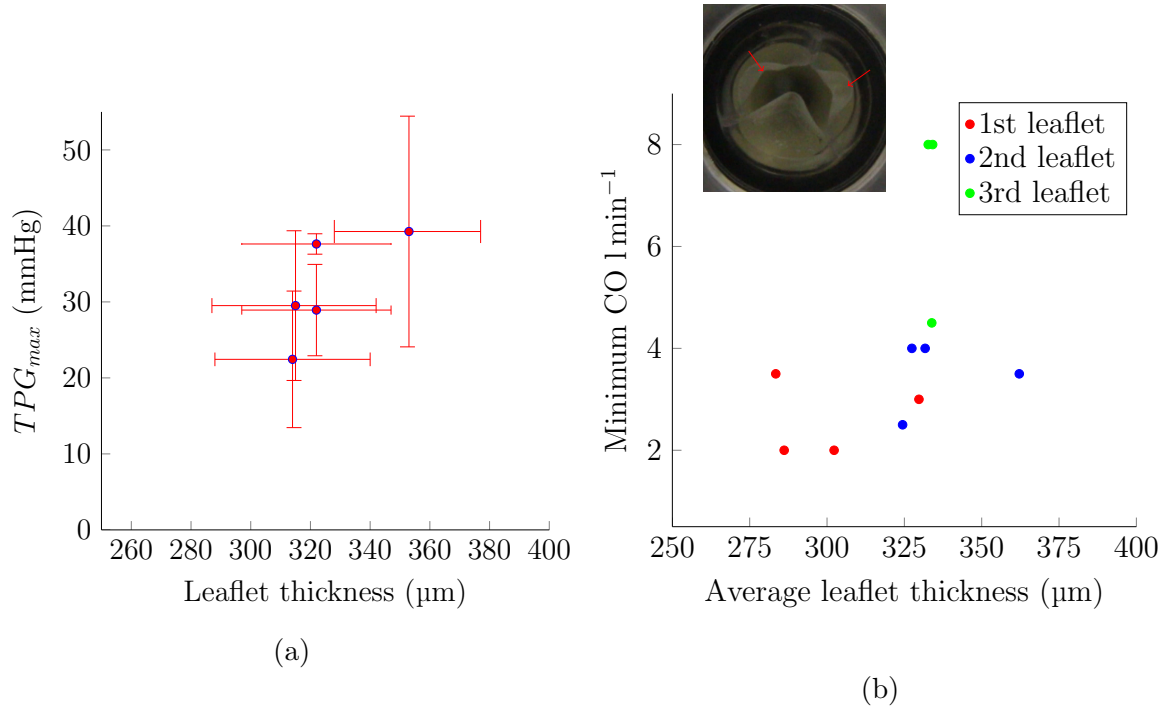 50
40
30
20
10
0
TPG_max (mmHg)
260 280 300 320 340 360 380 400
Leaflet thickness (µm)
(a)
8
6
4
2
Minimum CO l min⁻¹
1st leaflet
2nd leaflet
3rd leaflet
250 275 300 325 350 375 400
Average leaflet thickness (µm)
(b)